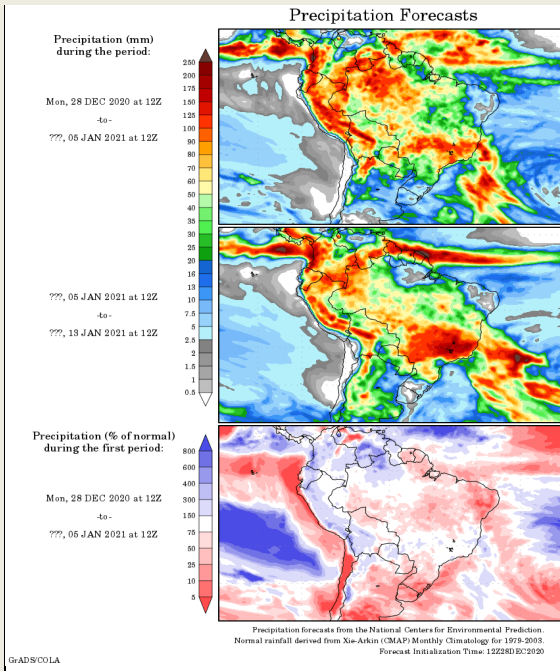 Precipitation Forecasts
Precipitation (mm)
during the period:
Mon, 28 DEC 2020 at 12Z
-to-
???, 05 JAN 2021 at 12Z
250
200
175
150
125
100
90
80
70
60
50
40
35
30
25
20
16
13
10
7.5
5
2.5
2
1.5
1
0.5
???, 05 JAN 2021 at 12Z
-to-
???, 13 JAN 2021 at 12Z
Precipitation (% of normal)
during the first period:
Mon, 28 DEC 2020 at 12Z
-to-
???, 05 JAN 2021 at 12Z
800
600
400
300
150
75
50
25
10
5
Precipitation forecasts from the National Centers for Environmental Prediction.
Normal rainfall derived from Xie-Arkin (CMAP) Monthly Climatology for 1979-2003.
Forecast Initialization Time: 12Z28DEC2020
GrADS/COLA